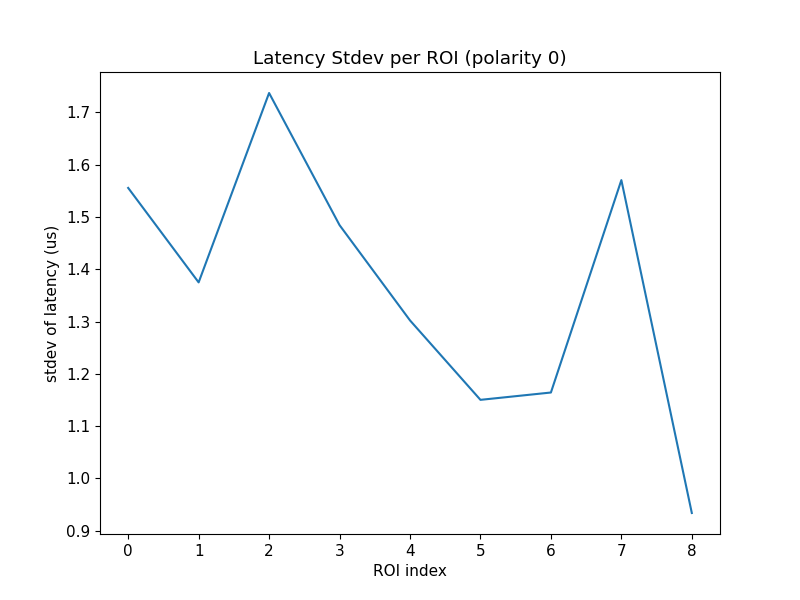 Latency Stdev per ROI (polarity 0)
stdev of latency (us)
1.7
1.6
1.5
1.4
1.3
1.2
1.1
1.0
0.9
0 1 2 3 4 5 6 7 8
ROI index